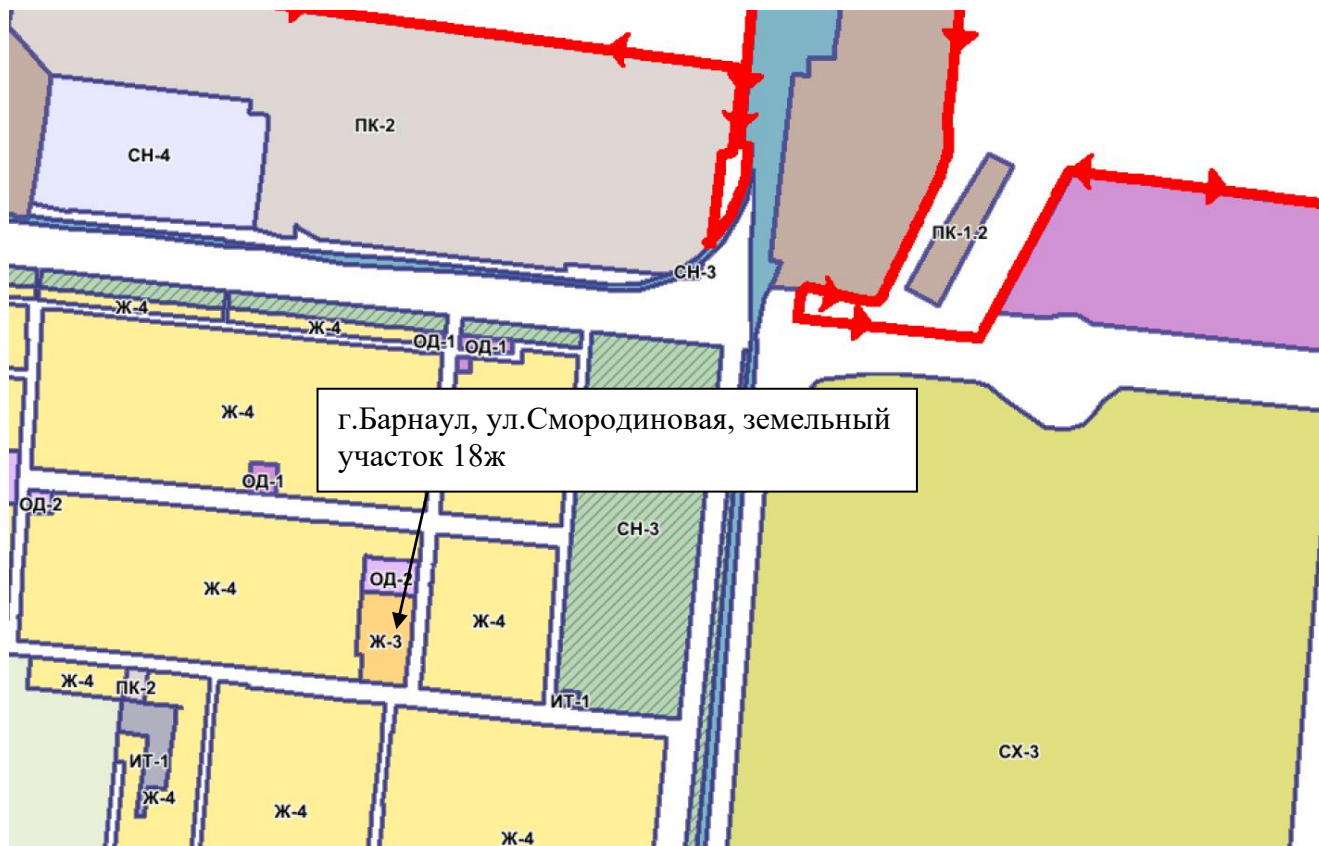 ПК-2
СН-4
ПК-1.2
СН-3
Ж-4
Ж-4
ОД-1
ОД-1
Ж-4
г.Барнаул, ул.Смородиновая, земельный
участок 18ж
ОД-1
ОД-2
СН-3
ОД-2
Ж-4
Ж-4
Ж-3
Ж-4
ПК-2
ИТ-1
СХ-3
ИТ-1
Ж-4
Ж-4
Ж-4